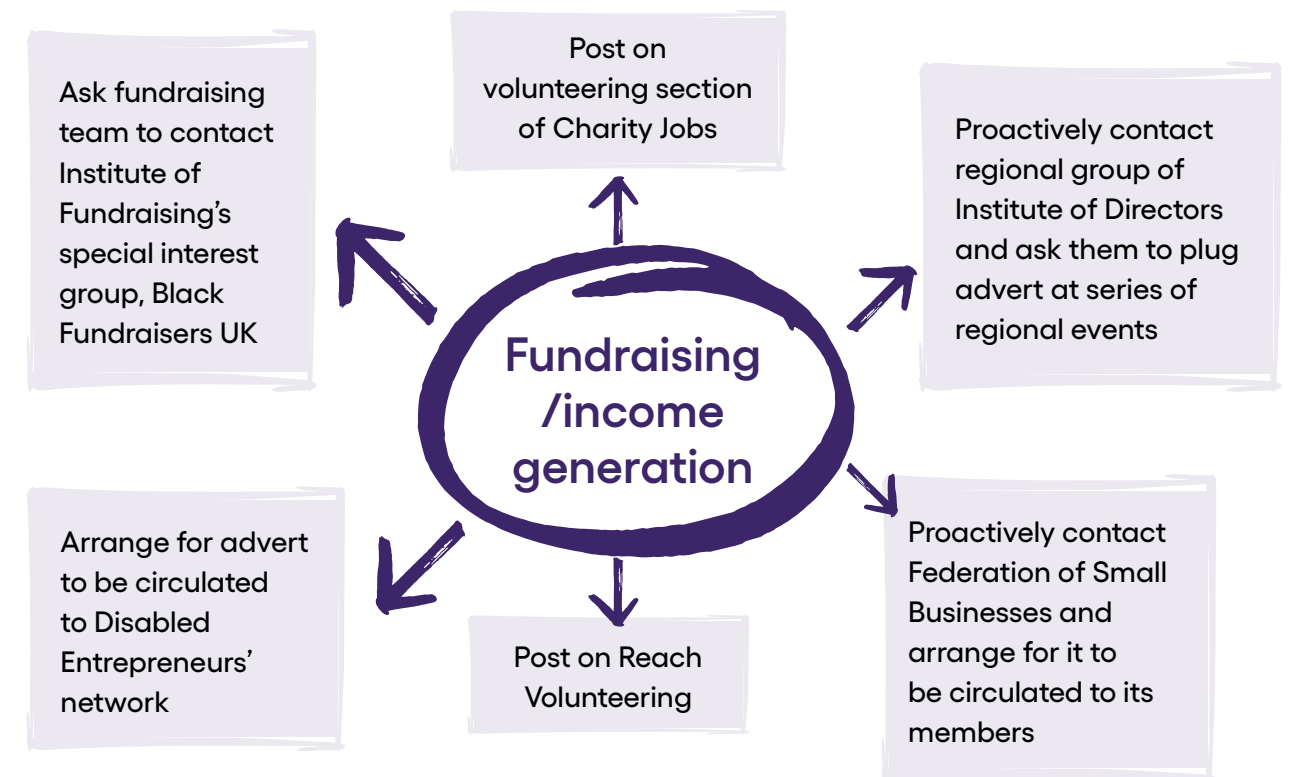 Ask fundraising
team to contact
Institute of
Fundraising’s
special interest
group, Black
Fundraisers UK
Post on
volunteering section
of Charity Jobs
Proactively contact
regional group of
Institute of Directors
and ask them to plug
advert at series of
regional events
Fundraising
/income
generation
Arrange for advert
to be circulated
to Disabled
Entrepreneurs’
network
Post on Reach
Volunteering
Proactively contact
Federation of Small
Businesses and
arrange for it to
be circulated to its
members